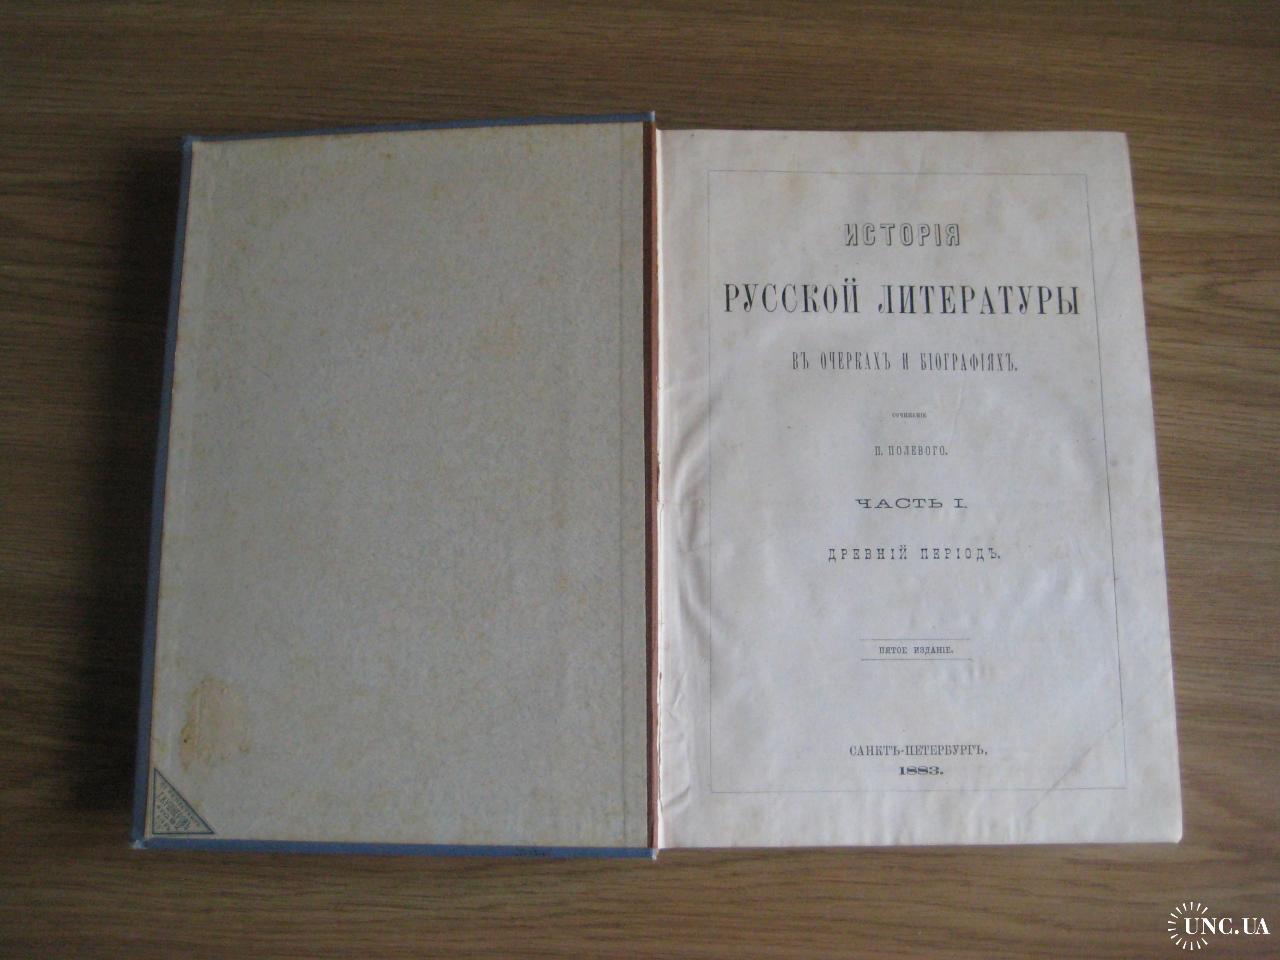 ИСТОРІЯ
РУССКОЙ ЛИТЕРАТУРЫ
ВЪ ОЧЕРКАХЪ И БІОГРАФІЯХЪ.
СОЧИНЕНІЕ
П. ПОЛЕВОГО.
ЧАСТЬ I.
ДРЕВНІЙ ПЕРІОДЪ.
ПЯТОЕ ИЗДАНІЕ.
САНКТЪ-ПЕТЕРБУРГЪ,
1883.
UNC.UA